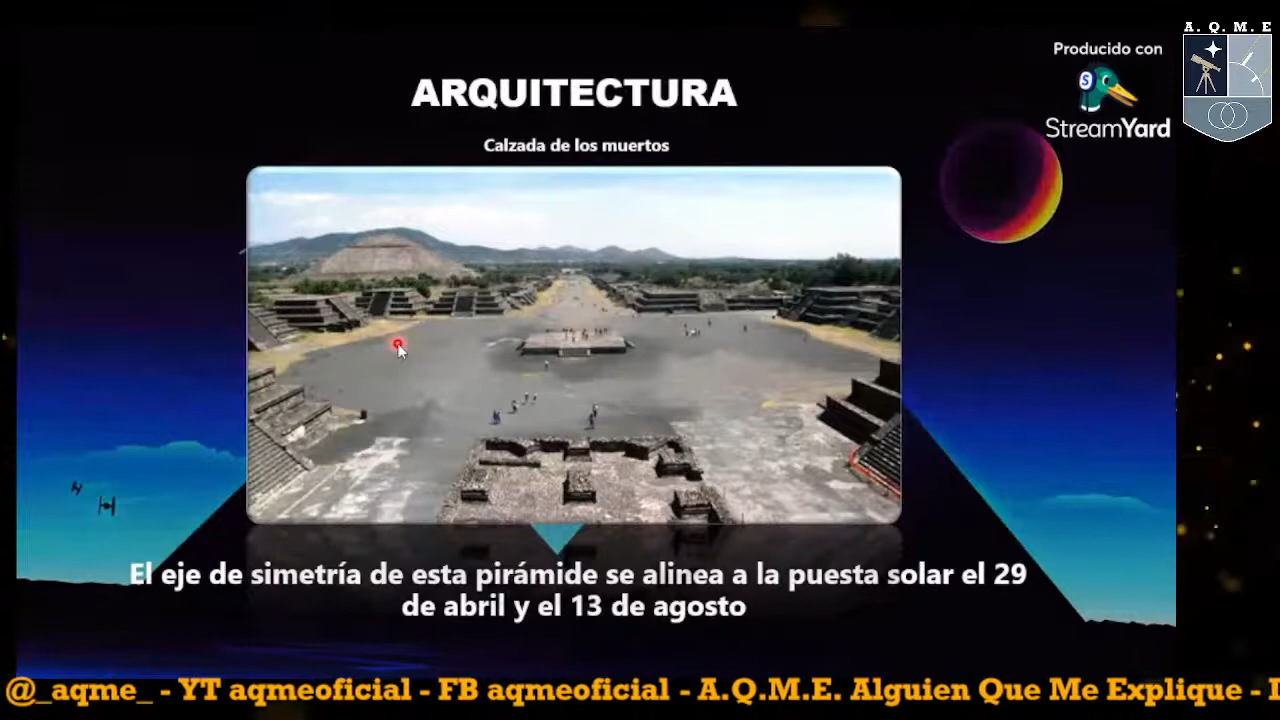 A. Q. M. E
Producido con
S
StreamYard
ARQUITECTURA
Calzada de los muertos
El eje de simetría de esta pirámide se alinea a la puesta solar el 29
de abril y el 13 de agosto
@_aqme_ - YT aqmeoficial - FB aqmeoficial - A.Q.M.E. Alguien Que Me Explique -